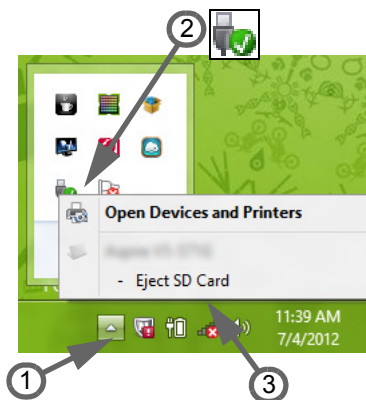 2
Open Devices and Printers
- Eject SD Card
11:39 AM
7/4/2012
1
3